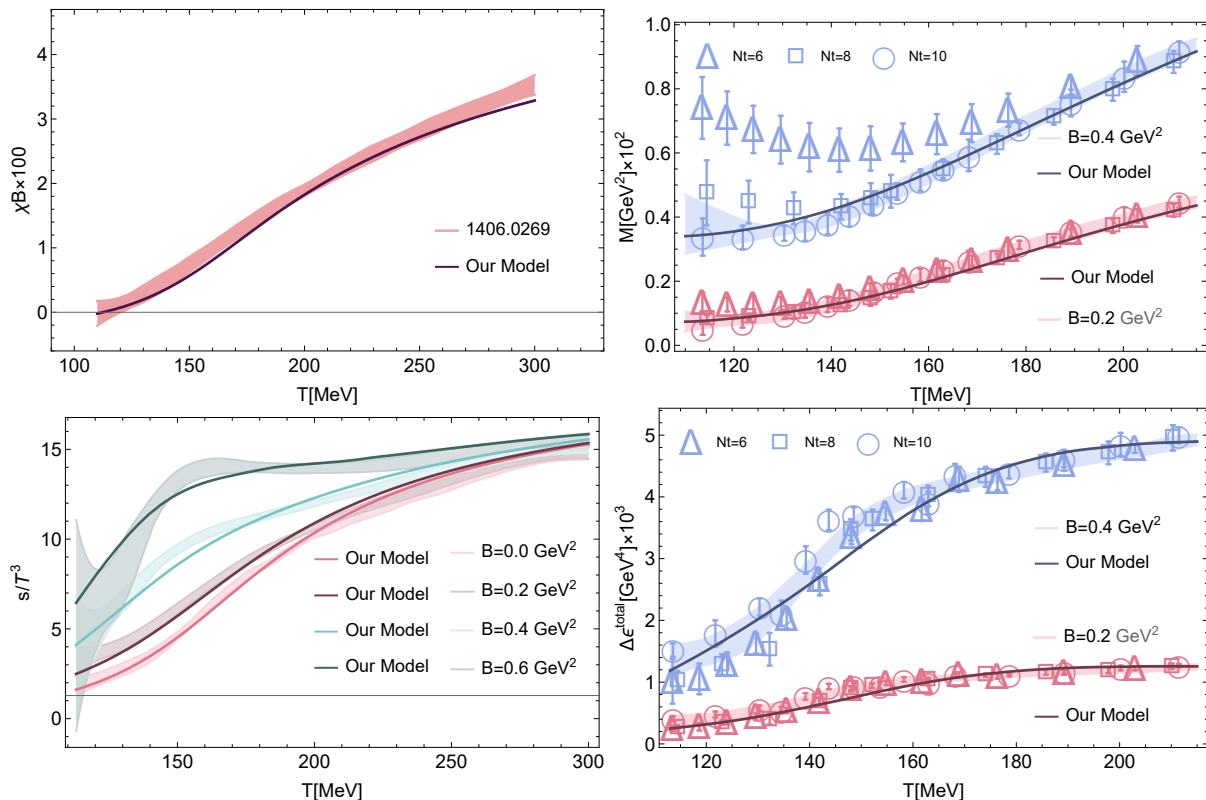 4
3
2
1
0
χB×100
1406.0269
Our Model
100 150 200 250 300
T[MeV]
1.0
0.8
0.6
0.4
0.2
0.0
M[GeV²]×10²
Nt=6 Nt=8 Nt=10
B=0.4 GeV²
Our Model
Our Model
B=0.2 GeV²
120 140 160 180 200
T[MeV]
15
10
5
0
s/T³
Our Model B=0.0 GeV²
Our Model B=0.2 GeV²
Our Model B=0.4 GeV²
Our Model B=0.6 GeV²
150 200 250 300
T[MeV]
5
4
3
2
1
0
Δϵᵗᵒᵗᵃˡ[GeV⁴]×10³
Nt=6 Nt=8 Nt=10
B=0.4 GeV²
Our Model
B=0.2 GeV²
Our Model
120 140 160 180 200
T[MeV]